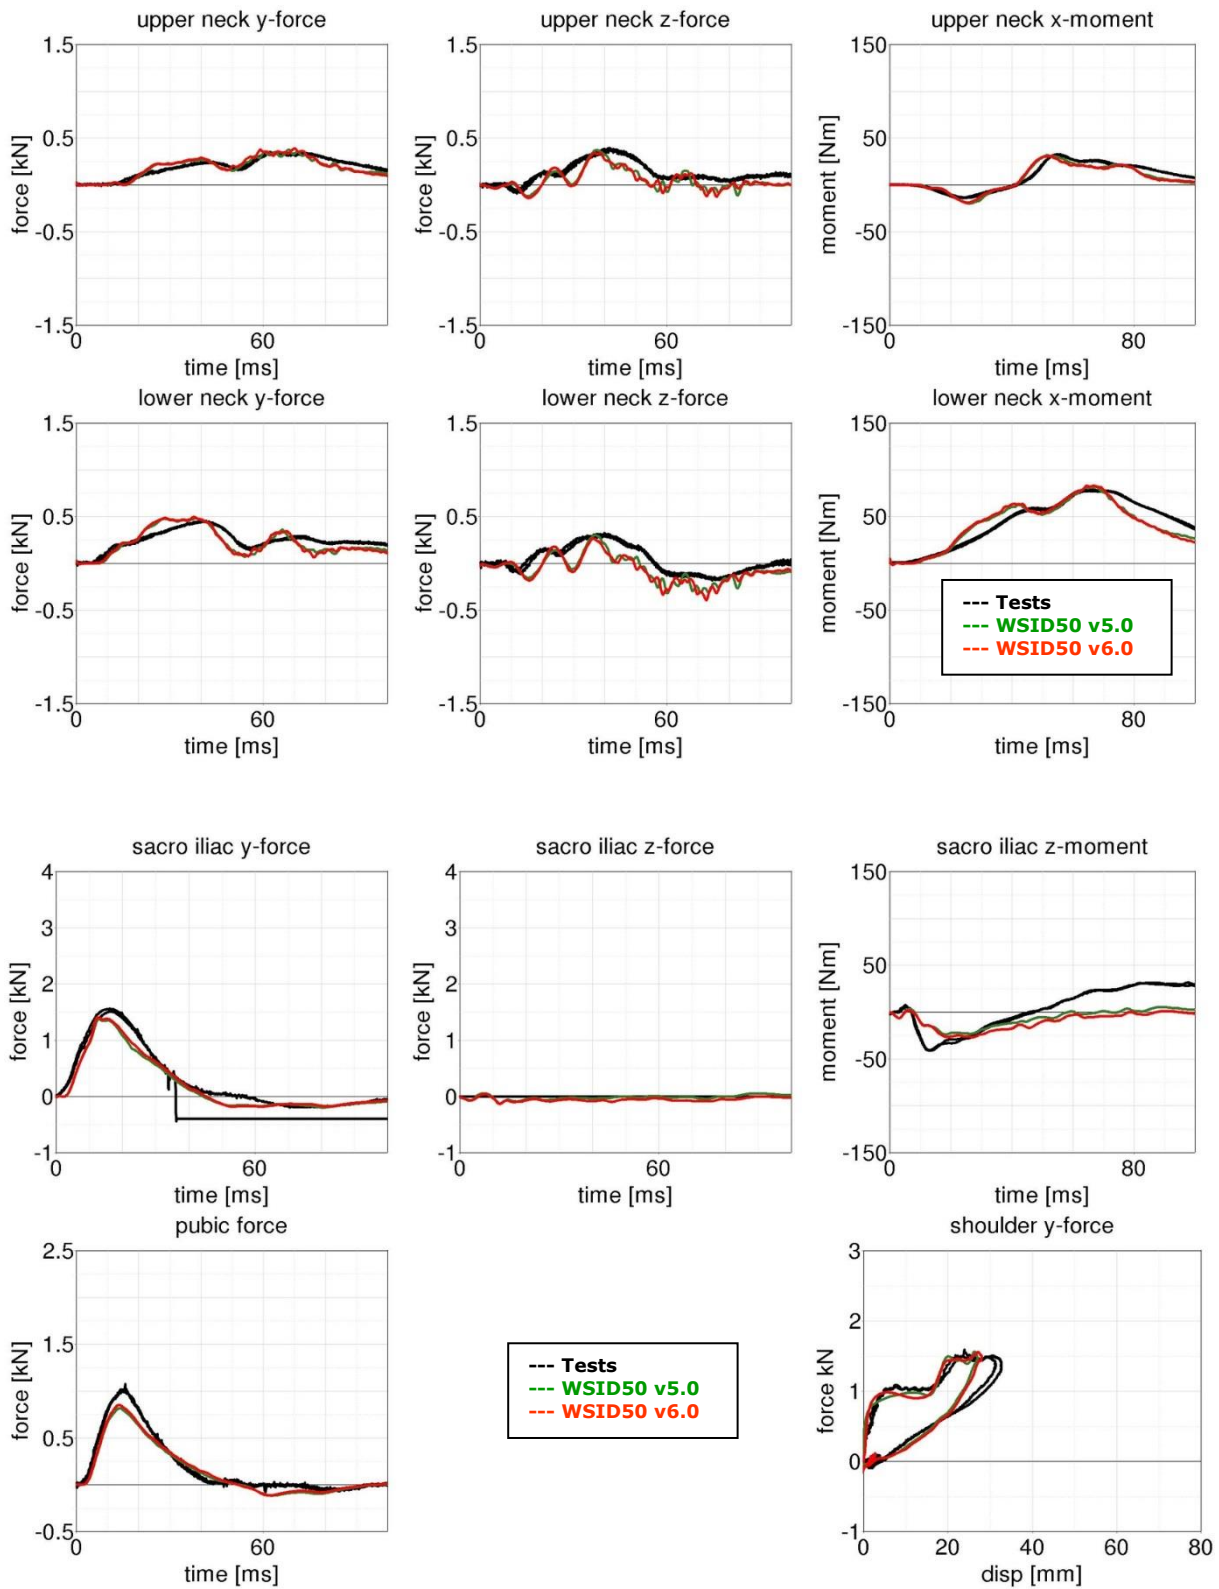 upper neck y-force
1.5
0.5
-0.5
-1.5
force [kN]
0
60
time [ms]
upper neck z-force
1.5
0.5
-0.5
-1.5
force [kN]
0
60
time [ms]
upper neck x-moment
150
50
-50
-150
moment [Nm]
0
80
time [ms]
lower neck y-force
1.5
0.5
-0.5
-1.5
force [kN]
0
60
time [ms]
lower neck z-force
1.5
0.5
-0.5
-1.5
force [kN]
0
60
time [ms]
lower neck x-moment
150
50
-50
-150
moment [Nm]
--- Tests
--- WSID50 v5.0
--- WSID50 v6.0
0
80
time [ms]
sacro iliac y-force
4
3
2
1
0
-1
force [kN]
0
60
time [ms]
sacro iliac z-force
4
3
2
1
0
-1
force [kN]
0
60
time [ms]
sacro iliac z-moment
150
50
-50
-150
moment [Nm]
0
80
time [ms]
pubic force
2.5
1.5
0.5
-0.5
force [kN]
0
60
time [ms]
--- Tests
--- WSID50 v5.0
--- WSID50 v6.0
shoulder y-force
3
2
1
0
-1
force kN
0
20
40
60
80
disp [mm]